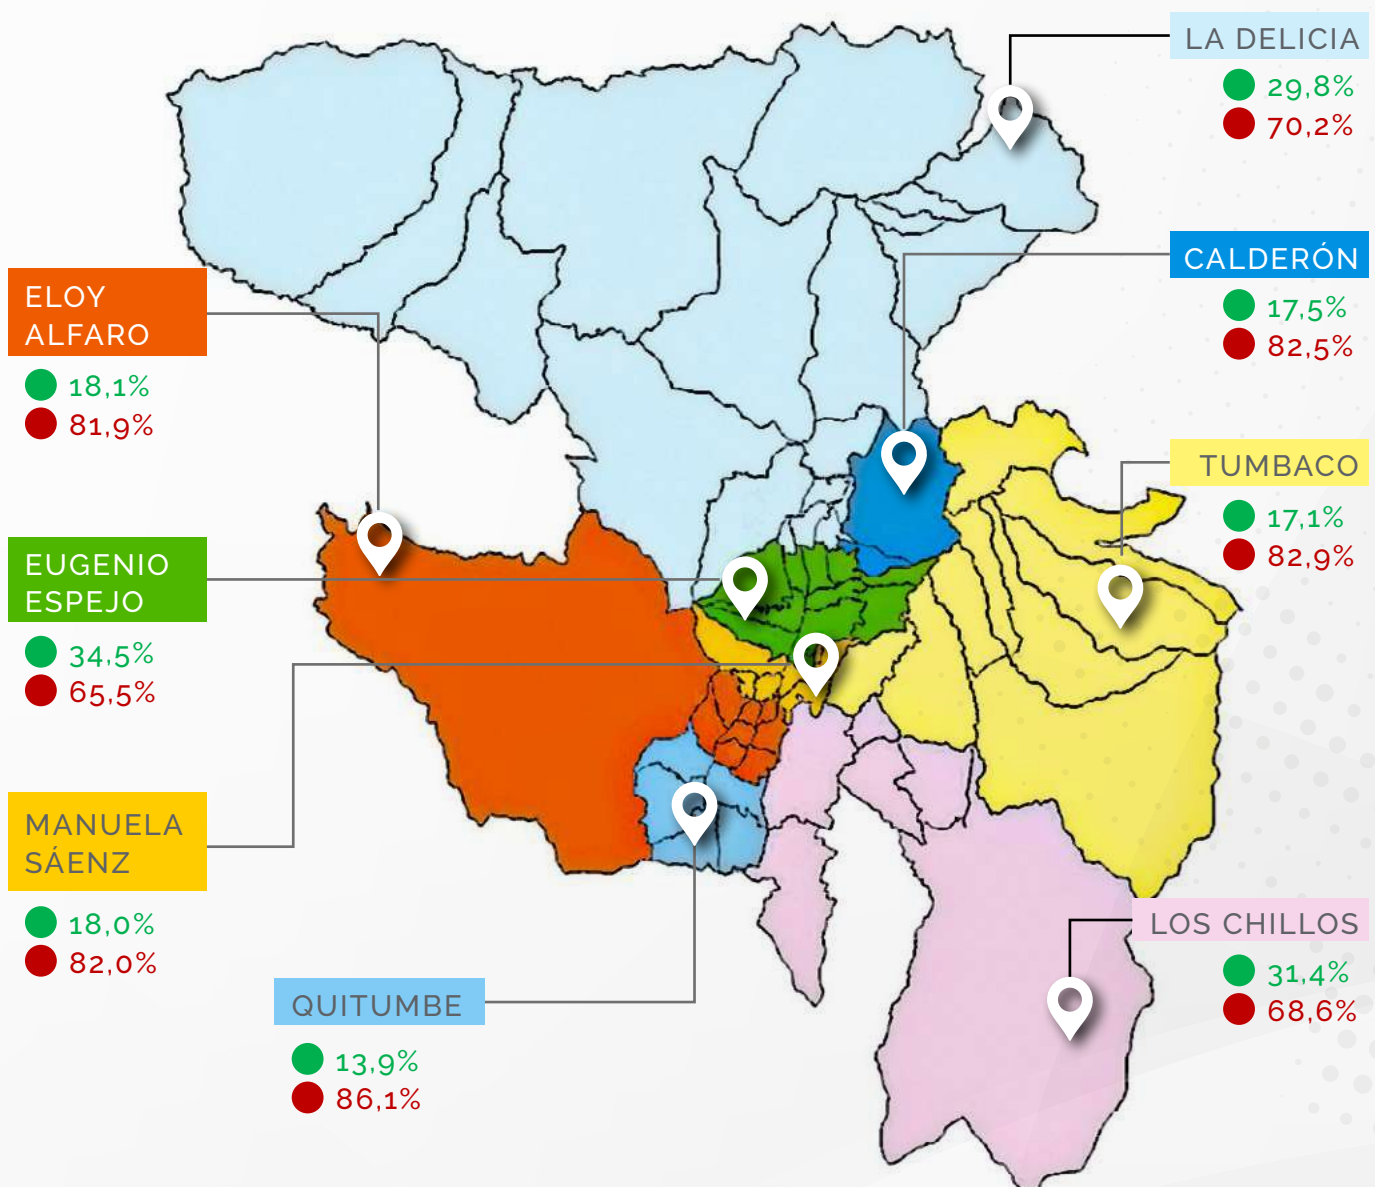 LA DELICIA
29,8%
70,2%
CALDERÓN
17,5%
82,5%
ELOY
ALFARO
18,1%
81,9%
TUMBACO
17,1%
82,9%
EUGENIO
ESPEJO
34,5%
65,5%
MANUELA
SÁENZ
18,0%
82,0%
LOS CHILLOS
31,4%
68,6%
QUITUMBE
13,9%
86,1%